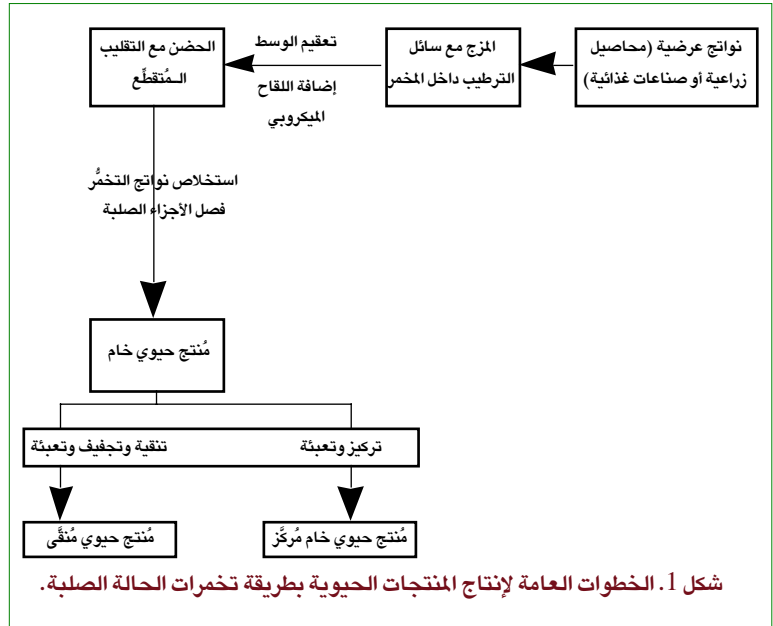 نواتج عرضية (محاصيل
زراعية أو صناعات غذائية)
المزج مع سائل
الترطيب داخل المخمر
تعقيم الوسط
إضافة اللقاح
الميكروبي
الحضن مع التقليب
الـمُتقطِّع
استخلاص نواتج التخمُّر
فصل الأجزاء الصلبة
مُنتج حيوي خام
تركيز وتعبئة
تنقية وتجفيف وتعبئة
مُنتج حيوي خام مُركَّز
مُنتج حيوي مُنقَّى
شكل 1. الخطوات العامة لإنتاج المنتجات الحيوية بطريقة تخمرات الحالة الصلبة.